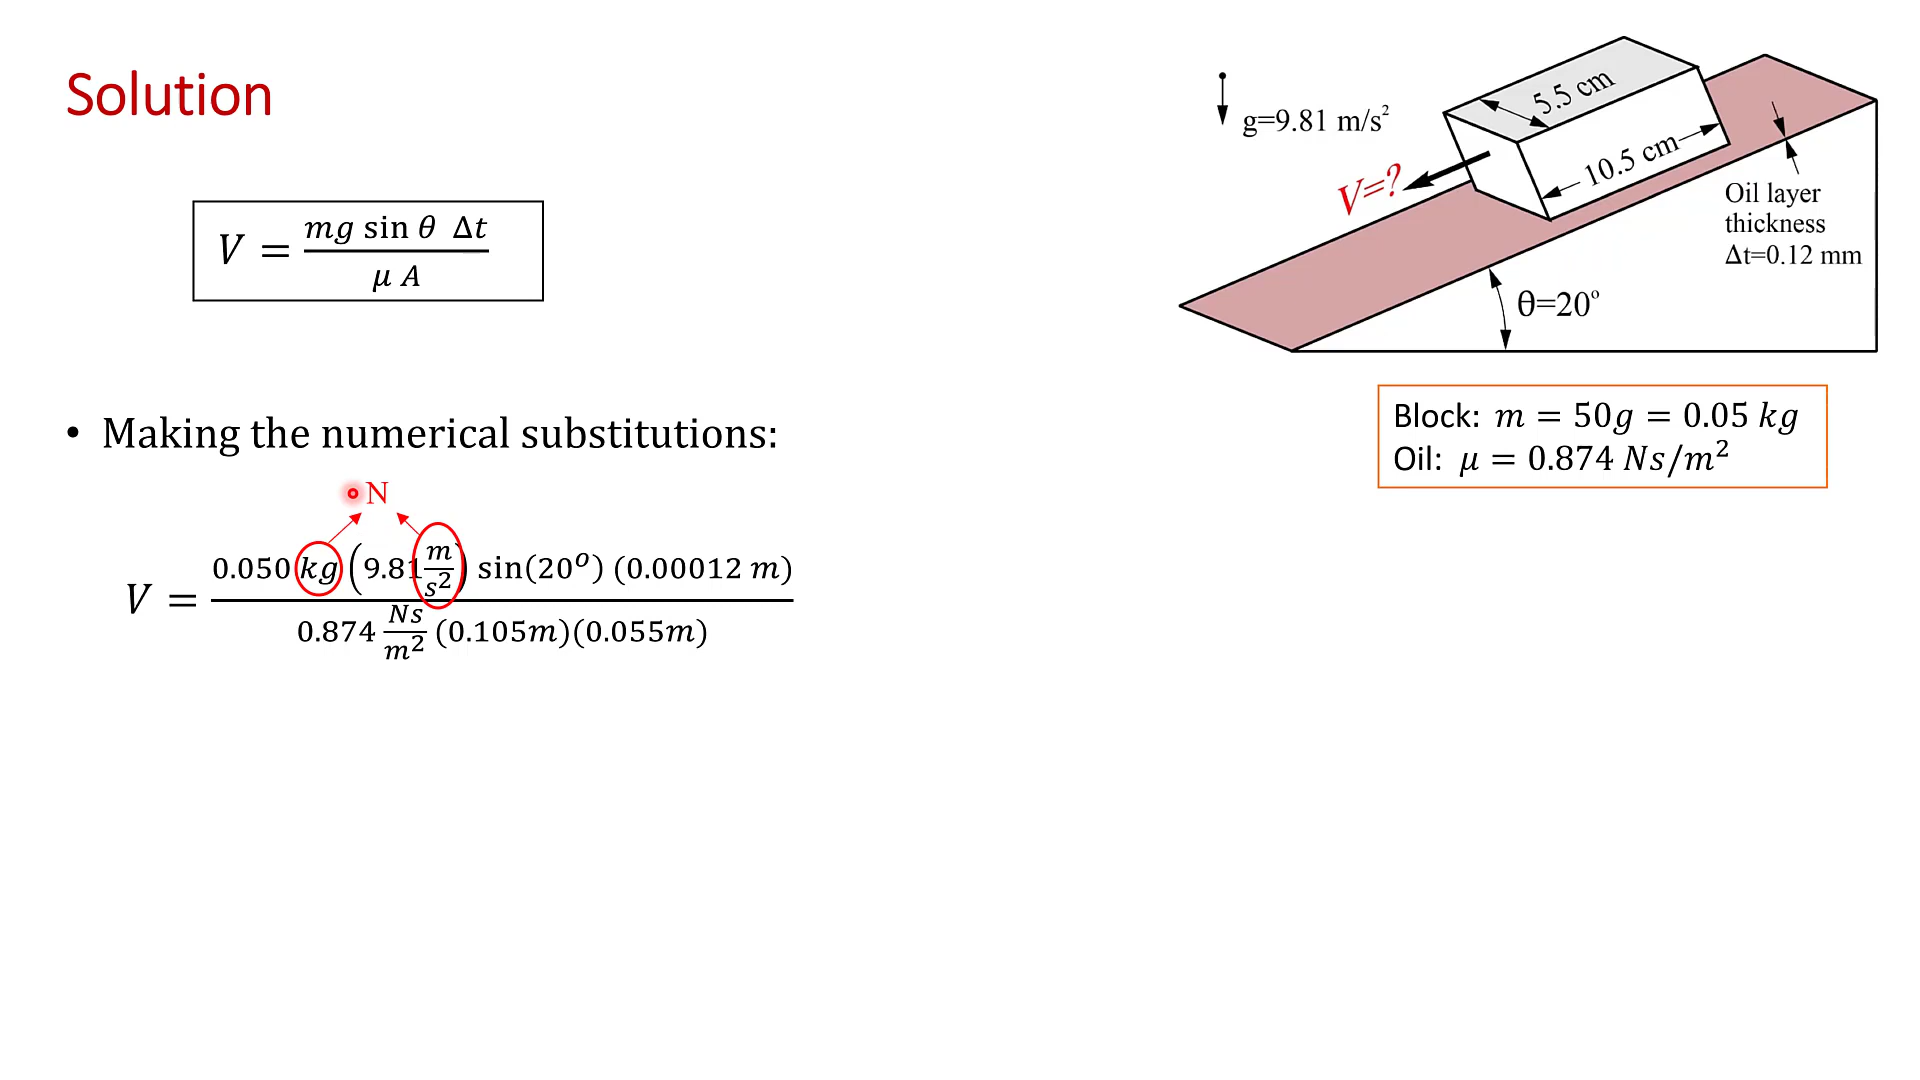 Solution
V = mg sin θ Δt / μ A
• Making the numerical substitutions:
N
V = 0.050 kg (9.81 m/s²) sin(20ᵒ) (0.00012 m) / 0.874 Ns/m² (0.105m)(0.055m)
g=9.81 m/s²
5.5 cm
10.5 cm
V=?
Oil layer
thickness
Δt=0.12 mm
θ=20ᵒ
Block: m = 50g = 0.05 kg
Oil: μ = 0.874 Ns/m²